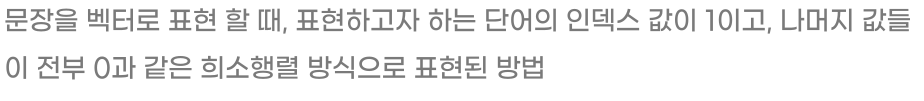 문장을 벡터로 표현 할 때, 표현하고자 하는 단어의 인덱스 값이 1이고, 나머지 값들
이 전부 0과 같은 희소행렬 방식으로 표현된 방법